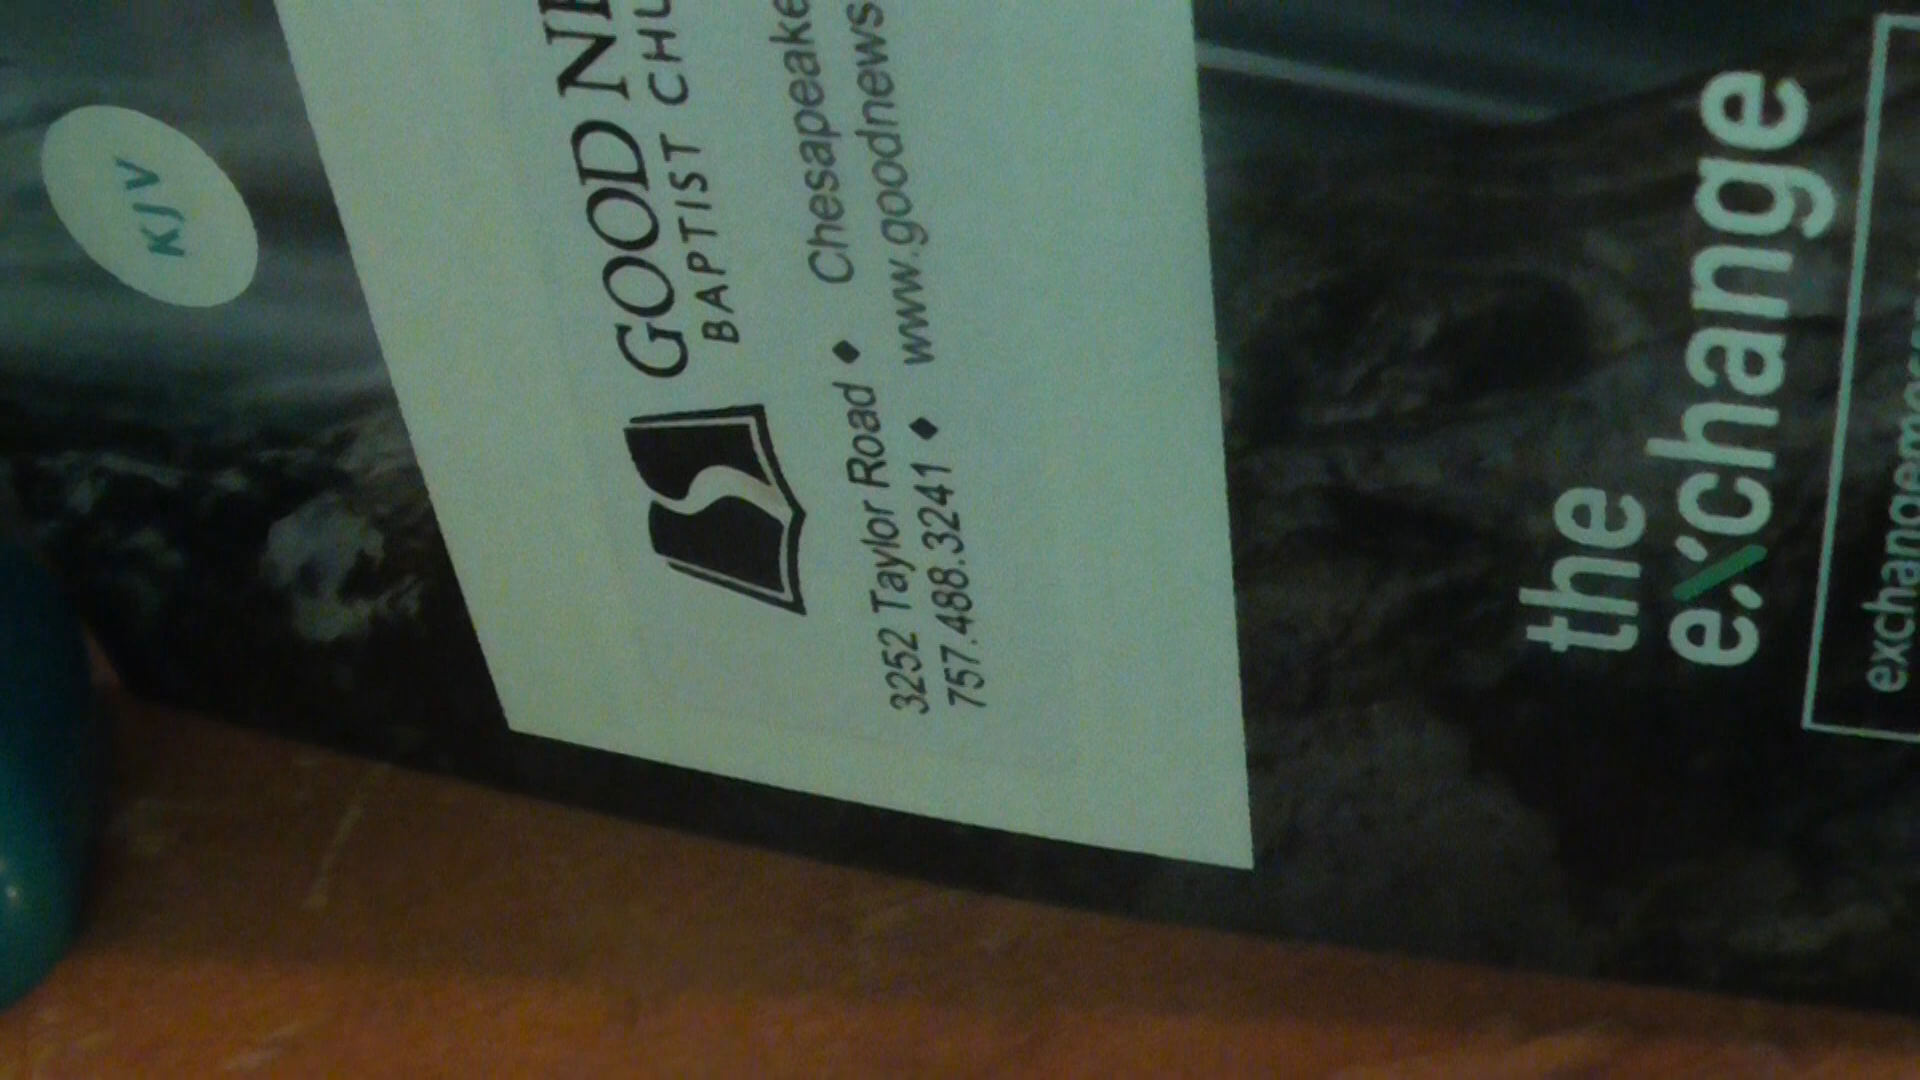 KJV
GOOD
BAPTIST
3252 Taylor Road ♦ Chesapeake
757.488.3241 ♦ www.goodnews
the
exchange